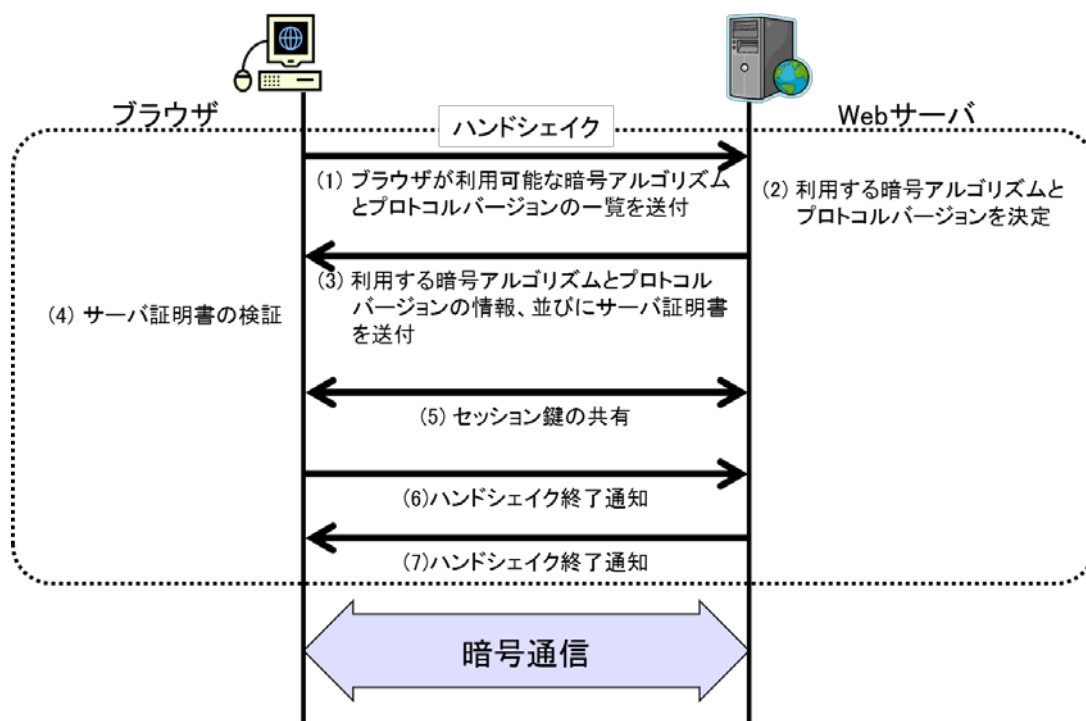 ブラウザ
ハンドシェイク
Webサーバ
(1) ブラウザが利用可能な暗号アルゴリズム
とプロトコルバージョンの一覧を送付
(2) 利用する暗号アルゴリズムと
プロトコルバージョンを決定
(3) 利用する暗号アルゴリズムとプロトコル
バージョンの情報、並びにサーバ証明書
を送付
(4) サーバ証明書の検証
(5) セッション鍵の共有
(6)ハンドシェイク終了通知
(7)ハンドシェイク終了通知
暗号通信